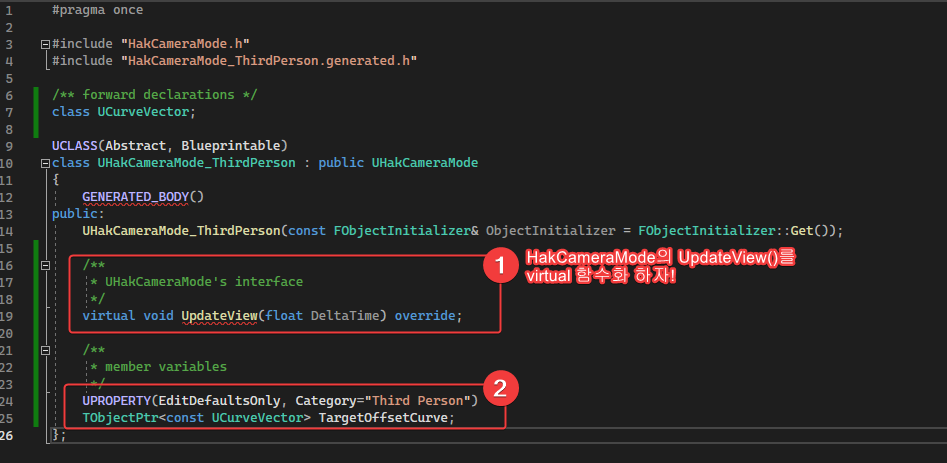 1 #pragma once
2
3 #include "HakCameraMode.h"
4 #include "HakCameraMode_ThirdPerson.generated.h"
5
6 /** forward declarations */
7 class UCurveVector;
8
9 UCLASS(Abstract, Blueprintable)
10 class UHakCameraMode_ThirdPerson : public UHakCameraMode
11 {
12 GENERATED_BODY()
13 public:
14 UHakCameraMode_ThirdPerson(const FObjectInitializer& ObjectInitializer = FObjectInitializer::Get());
15
16 /**
17 * UHakCameraMode's interface
18 */
19 virtual void UpdateView(float DeltaTime) override;
1 HakCameraMode의 UpdateView()를
virtual 함수화 하자!
20
21 /**
22 * member variables
23 */
24 UPROPERTY(EditDefaultsOnly, Category="Third Person")
25 TObjectPtr<const UCurveVector> TargetOffsetCurve;
2
26 };